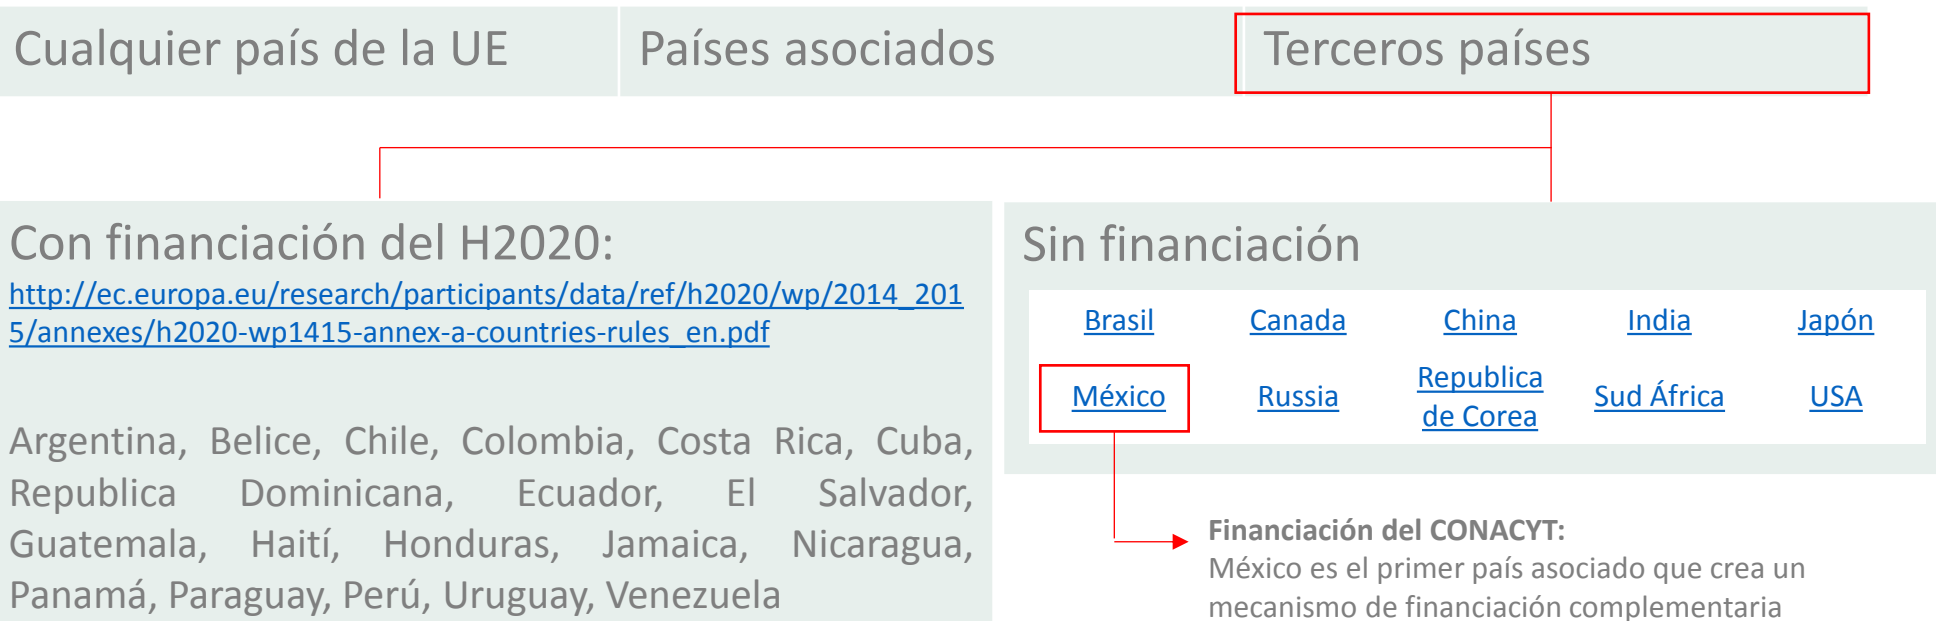 Cualquier país de la UE
Países asociados
Terceros países
Con financiación del H2020:
http://ec.europa.eu/research/participants/data/ref/h2020/wp/2014_201
5/annexes/h2020-wp1415-annex-a-countries-rules_en.pdf
Argentina, Belice, Chile, Colombia, Costa Rica, Cuba,
Republica Dominicana, Ecuador, El Salvador,
Guatemala, Haití, Honduras, Jamaica, Nicaragua,
Panamá, Paraguay, Perú, Uruguay, Venezuela
Sin financiación
Brasil
Canada
China
India
Japón
México
Russia
Republica
de Corea
Sud África
USA
Financiación del CONACYT:
México es el primer país asociado que crea un
mecanismo de financiación complementaria